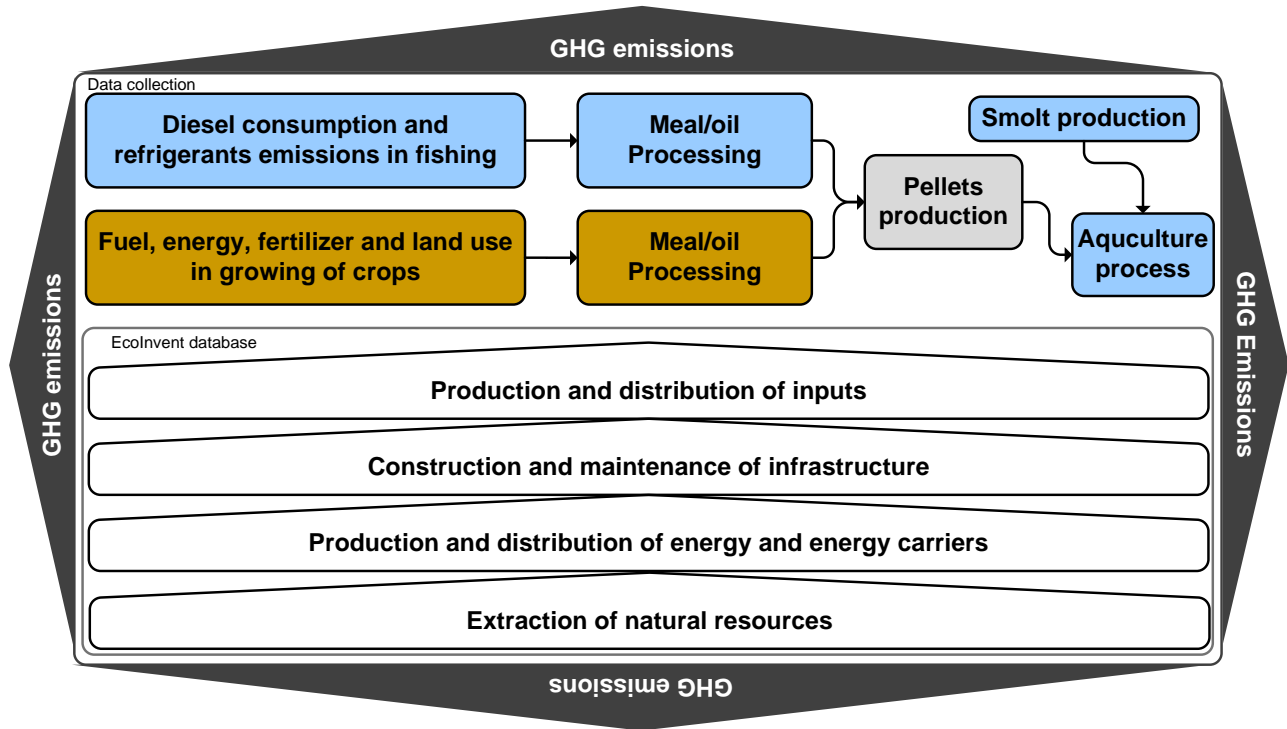 GHG emissions
Data collection
Diesel consumption and
refrigerants emissions in fishing
Meal/oil
Processing
Smolt production
Pellets
production
Fuel, energy, fertilizer and land use
in growing of crops
Meal/oil
Processing
Aquculture
process
GHG emissions
GHG Emissions
EcoInvent database
Production and distribution of inputs
Construction and maintenance of infrastructure
Production and distribution of energy and energy carriers
Extraction of natural resources
GHG emissions